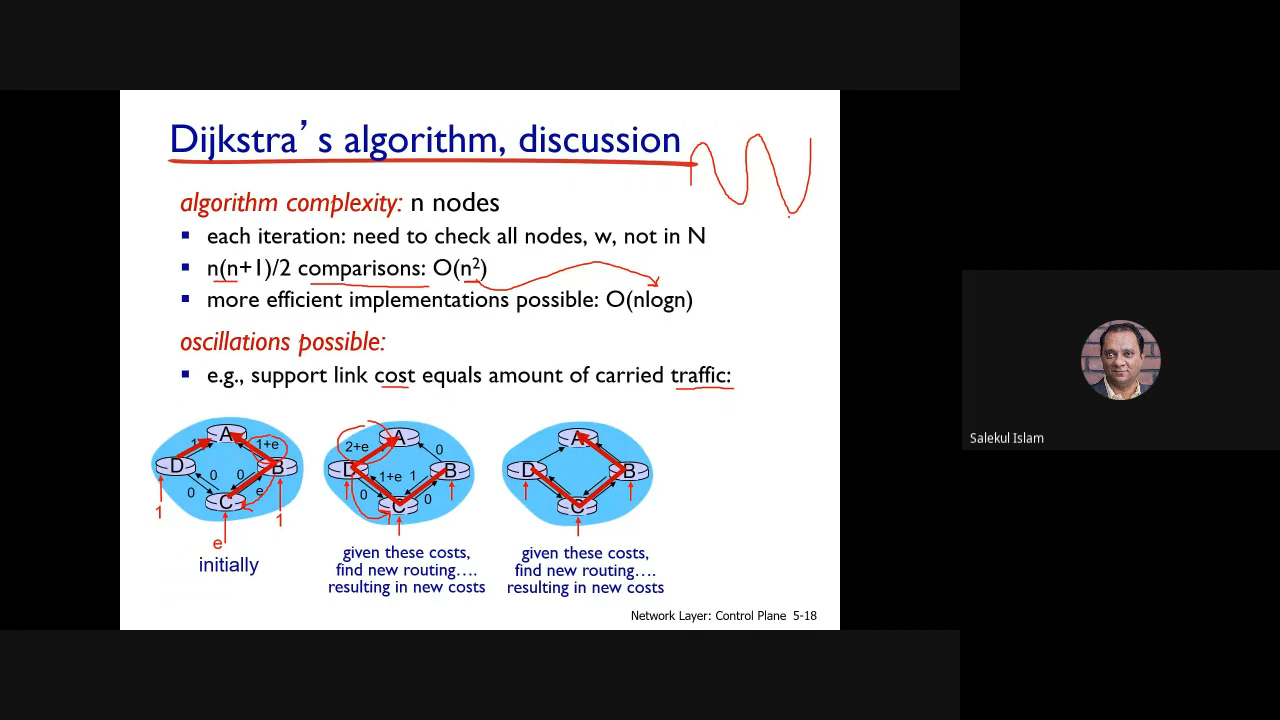 Dijkstra's algorithm, discussion
algorithm complexity: n nodes
▪ each iteration: need to check all nodes, w, not in N
▪ n(n+1)/2 comparisons: O(n²)
▪ more efficient implementations possible: O(nlogn)
oscillations possible:
▪ e.g., support link cost equals amount of carried traffic:
A
1
1+e
D
0
0
B
0
e
C
1
1
e
initially
A
2+e
0
D
1+e
1
B
0
0
C
given these costs,
find new routing….
resulting in new costs
A
D
B
C
given these costs,
find new routing….
resulting in new costs
Network Layer: Control Plane 5-18
Salekul Islam